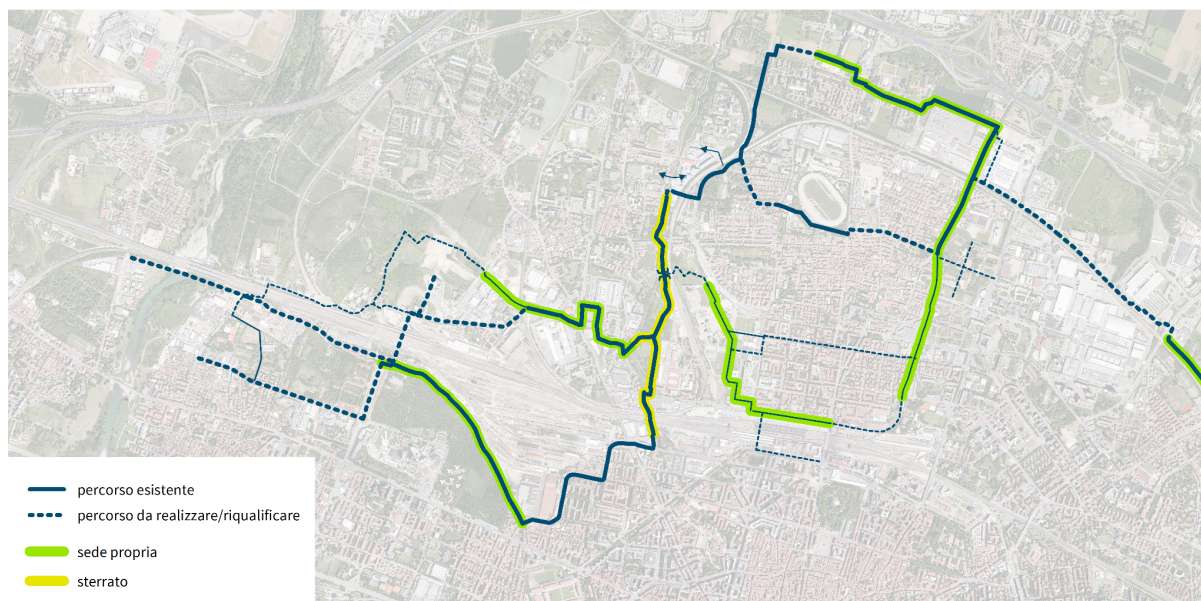 percorso esistente
percorso da realizzare/riqualificare
sede propria
sterrato